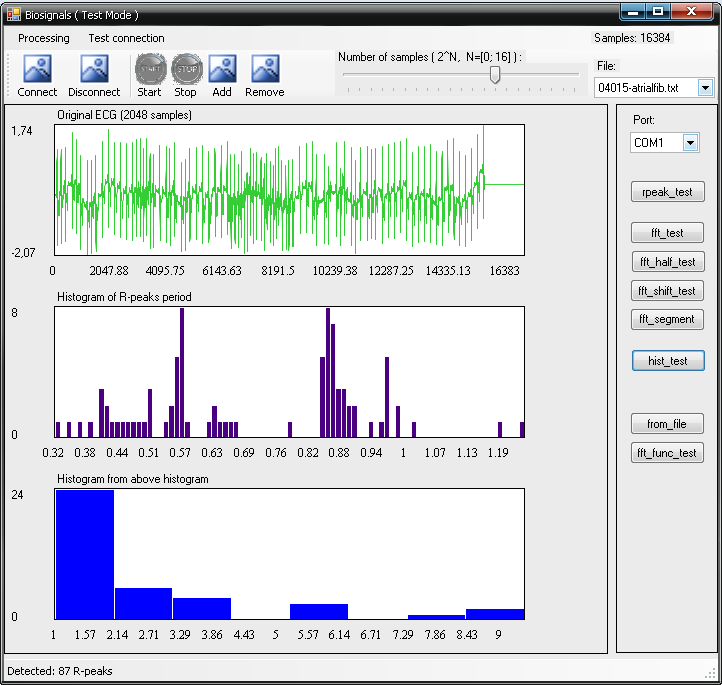 Biosignals ( Test Mode )
Processing Test connection Samples: 16384
Connect Disconnect START Start STOP Stop Add Remove
Number of samples ( 2^N, N=[0; 16] ) :
File:
04015-atrialfib.txt
Original ECG (2048 samples)
1,74
-2,07
0 2047.88 4095.75 6143.63 8191.5 10239.38 12287.25 14335.13 16383
Histogram of R-peaks period
8
0
0.32 0.38 0.44 0.51 0.57 0.63 0.69 0.76 0.82 0.88 0.94 1 1.07 1.13 1.19
Histogram from above histogram
24
0
1 1.57 2.14 2.71 3.29 3.86 4.43 5 5.57 6.14 6.71 7.29 7.86 8.43 9
Port:
COM1
rpeak_test
fft_test
fft_half_test
fft_shift_test
fft_segment
hist_test
from_file
fft_func_test
Detected: 87 R-peaks